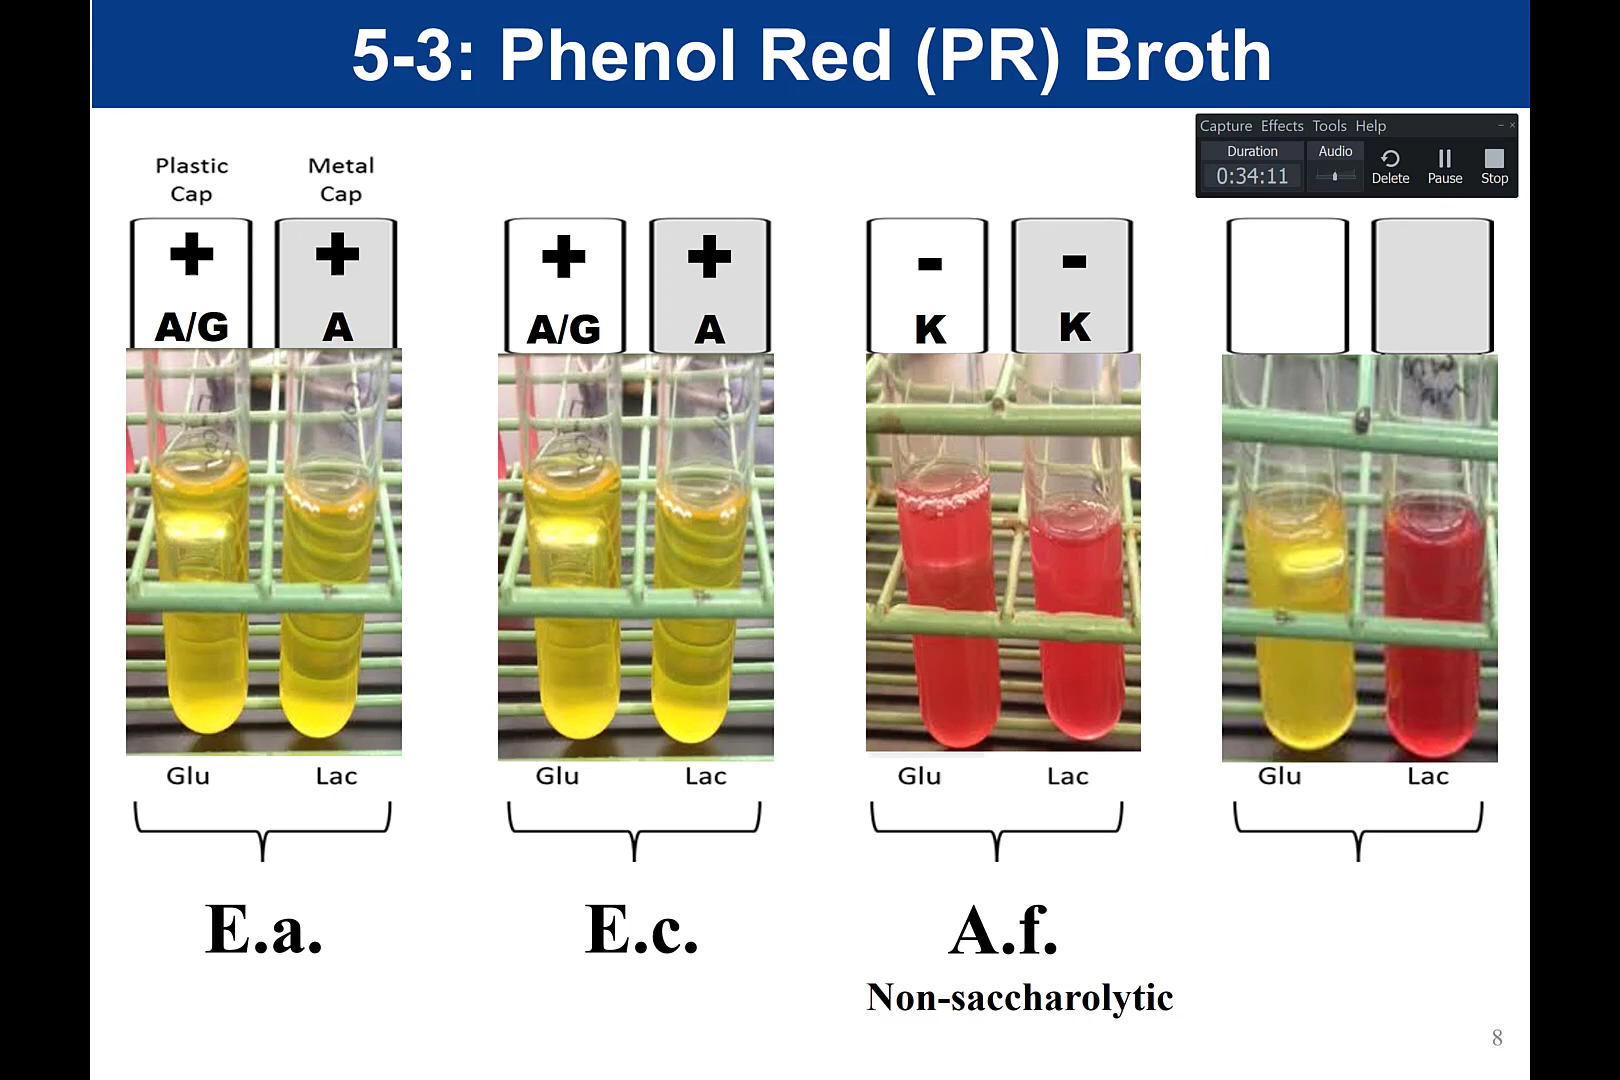 5-3: Phenol Red (PR) Broth
Capture Effects Tools Help
Duration
Audio
0:34:11
Delete
Pause
Stop
Plastic
Cap
Metal
Cap
+
+
+
+
-
-
A/G
A
A/G
A
K
K
Glu
Lac
Glu
Lac
Glu
Lac
Glu
Lac
E.a.
E.c.
A.f.
Non-saccharolytic
8